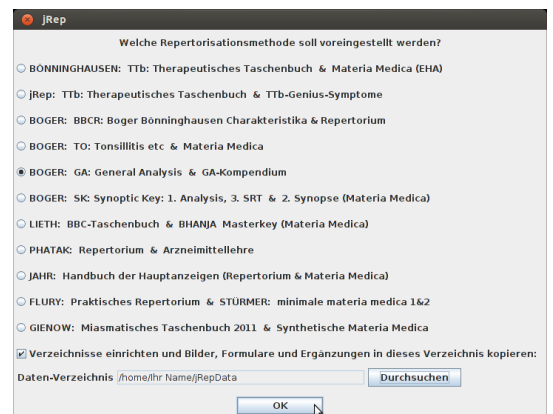 jRep
Welche Repertorisationsmethode soll voreingestellt werden?
BÖNNINGHAUSEN: TTb: Therapeutisches Taschenbuch & Materia Medica (EHA)
jRep: TTb: Therapeutisches Taschenbuch & TTb-Genius-Symptome
BOGER: BBCR: Boger Bönninghausen Charakteristika & Repertorium
BOGER: TO: Tonsillitis etc & Materia Medica
BOGER: GA: General Analysis & GA-Kompendium
BOGER: SK: Synoptic Key: 1. Analysis, 3. SRT & 2. Synopse (Materia Medica)
LIETH: BBC-Taschenbuch & BHANJA Masterkey (Materia Medica)
PHATAK: Repertorium & Arzneimittellehre
JAHR: Handbuch der Hauptanzeigen (Repertorium & Materia Medica)
FLURY: Praktisches Repertorium & STÜRMER: minimale materia medica 1&2
GIENOW: Miasmatisches Taschenbuch 2011 & Synthetische Materia Medica
Verzeichnisse einrichten und Bilder, Formulare und Ergänzungen in dieses Verzeichnis kopieren:
Daten-Verzeichnis /home/Ihr Name/jRepData Durchsuchen
OK